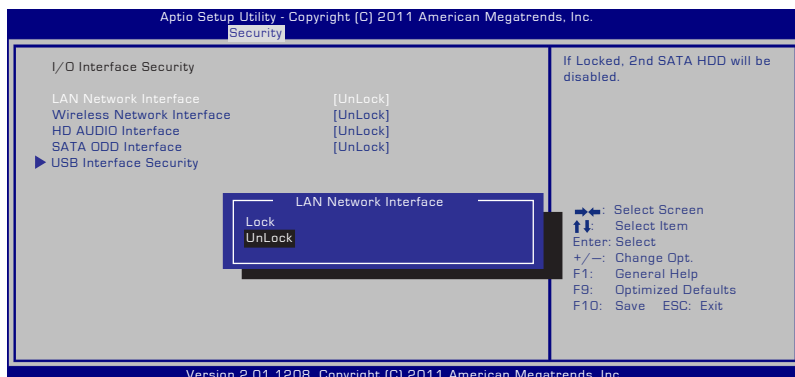 Aptio Setup Utility - Copyright (C) 2011 American Megatrends, Inc.
Security
I/O Interface Security
LAN Network Interface [UnLock]
Wireless Network Interface [UnLock]
HD AUDIO Interface [UnLock]
SATA ODD Interface [UnLock]
USB Interface Security
LAN Network Interface
Lock
UnLock
If Locked, 2nd SATA HDD will be
disabled.
→←: Select Screen
↑↓: Select Item
Enter: Select
+/—: Change Opt.
F1: General Help
F9: Optimized Defaults
F10: Save ESC: Exit
Version 2.01.1208. Copyright (C) 2011 American Megatrends, Inc.